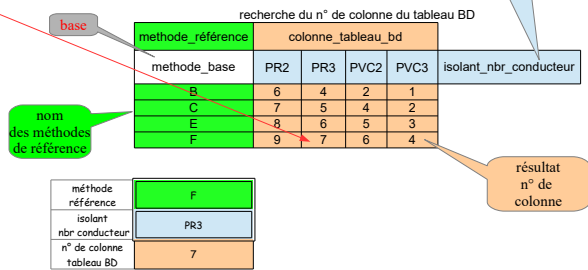 recherche du n° de colonne du tableau BD
base
methode_référence colonne_tableau_bd
methode_base PR2 PR3 PVC2 PVC3 isolant_nbr_conducteur
B 6 4 2 1
C 7 5 4 2
E 8 6 5 3
F 9 7 6 4
nom
des méthodes
de référence
résultat
n° de
colonne
méthode
référence
F
isolant
nbr conducteur
PR3
n° de colonne
tableau BD
7